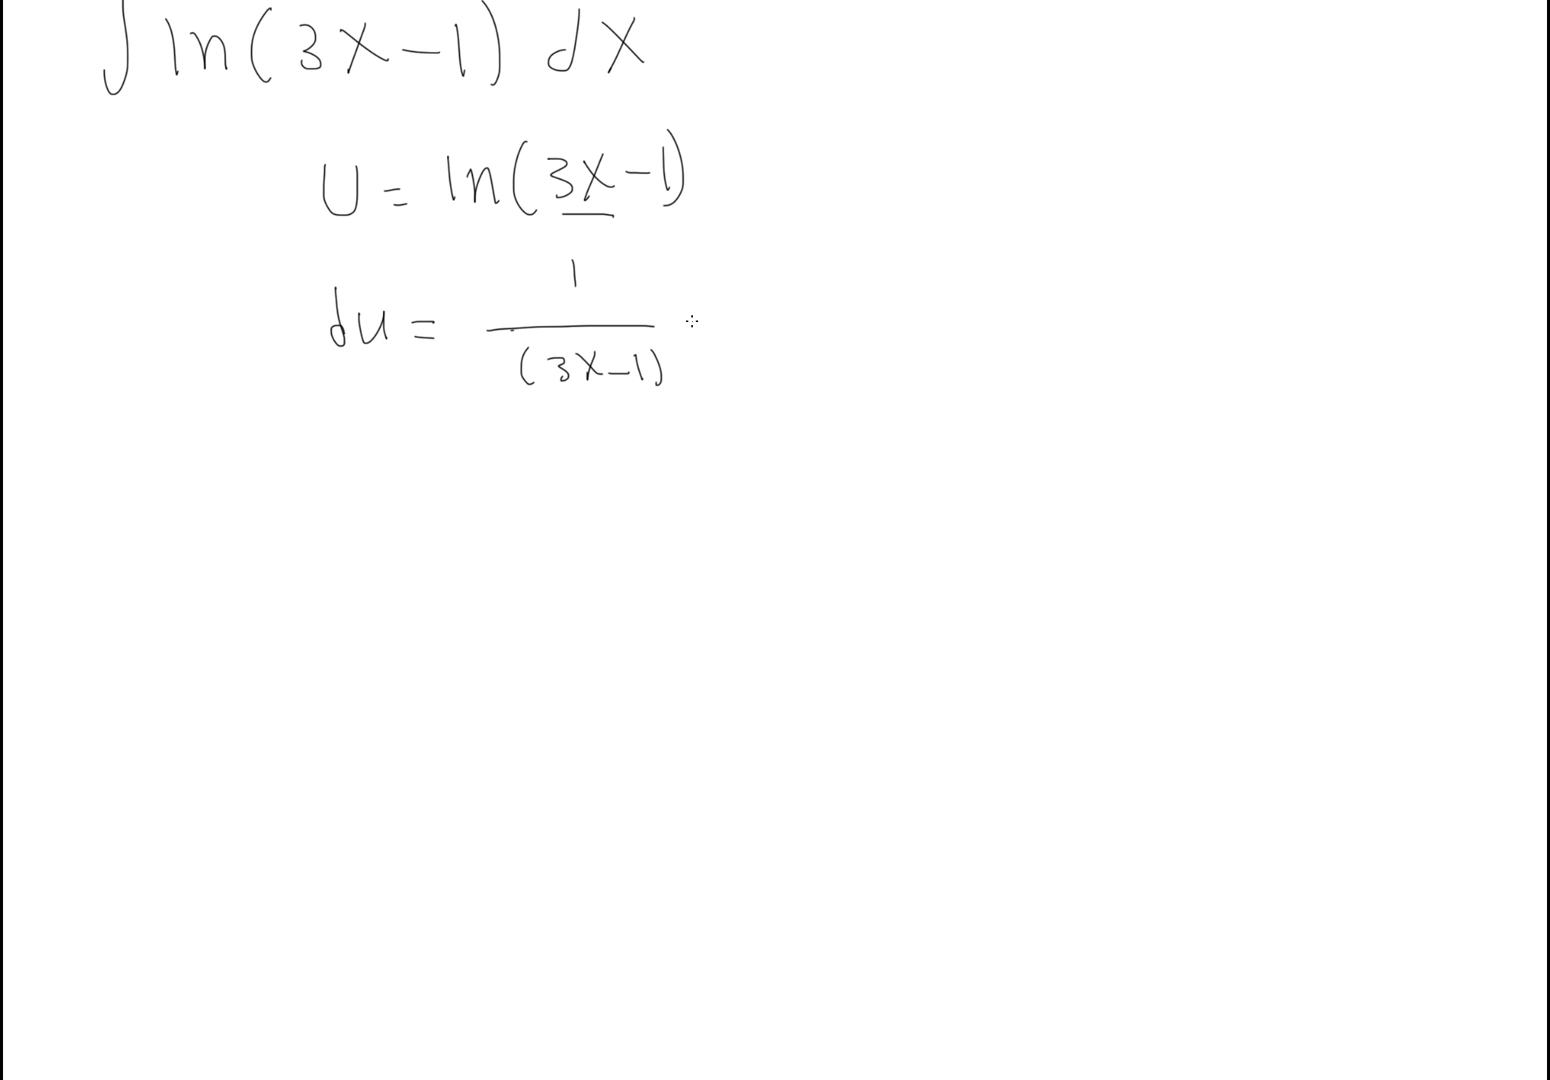 ∫ ln(3x-1) dx
U = ln(3x-1)
du = 1/(3x-1)